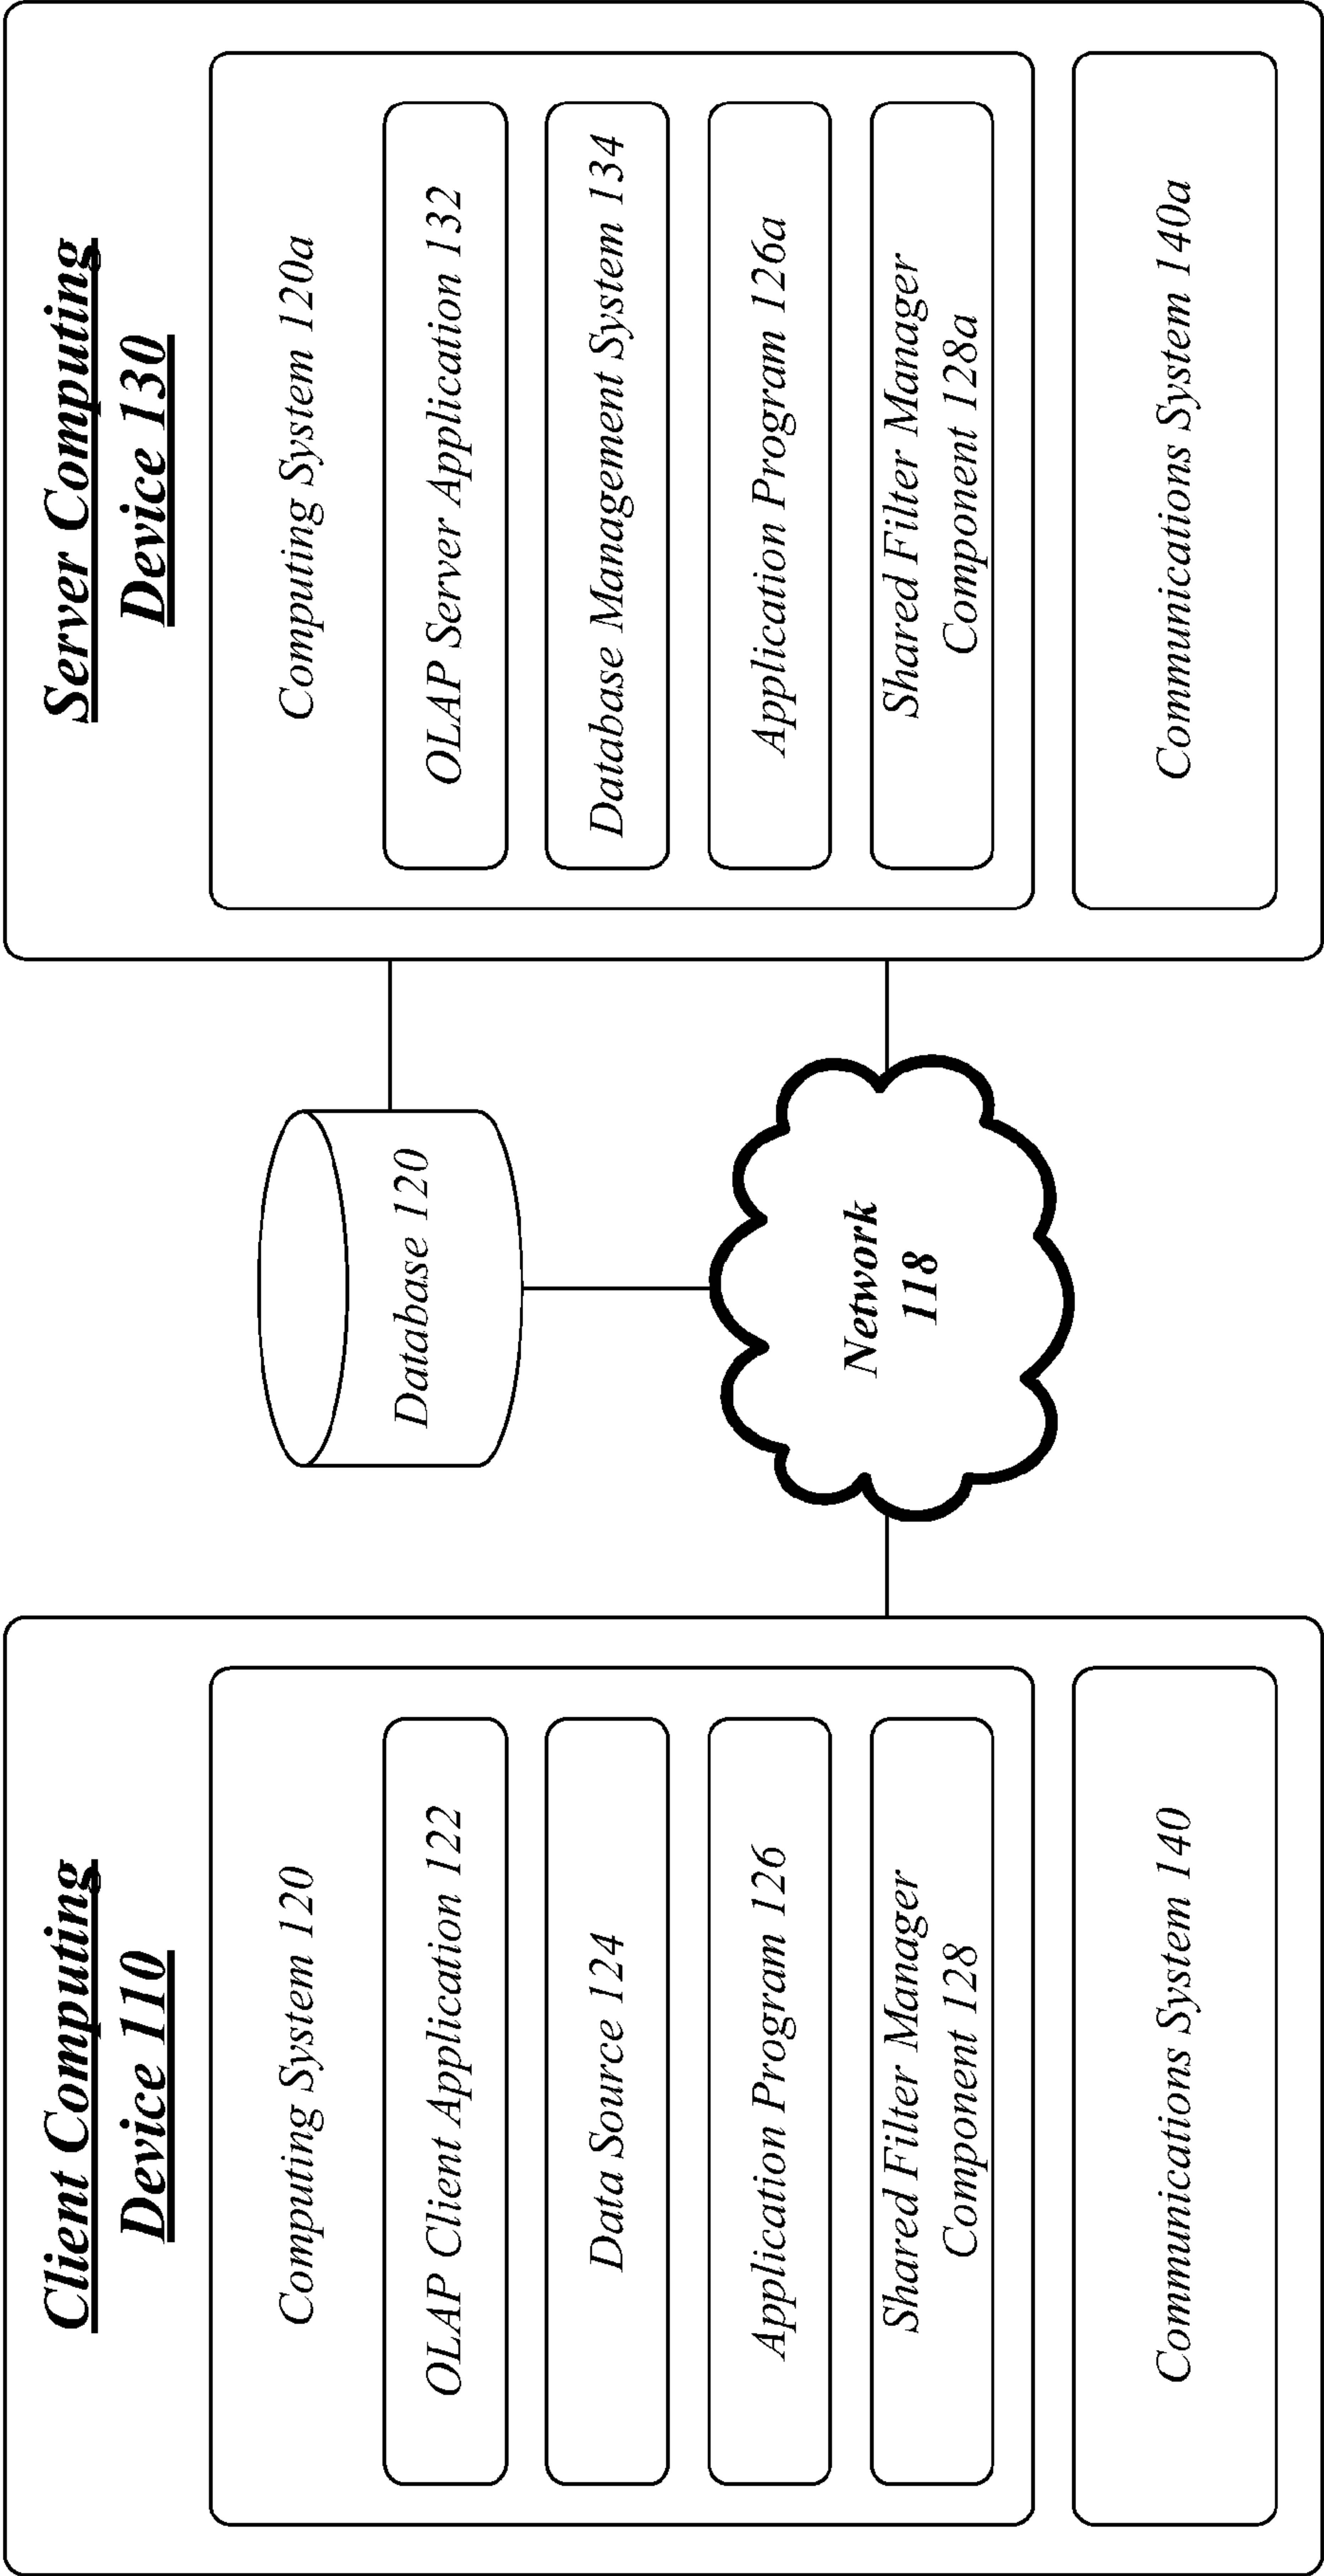 Client Computing
Device 110
Computing System 120
OLAP Client Application 122
Data Source 124
Application Program 126
Shared Filter Manager
Component 128
Communications System 140
Database 120
Network
118
Server Computing
Device 130
Computing System 120a
OLAP Server Application 132
Database Management System 134
Application Program 126a
Shared Filter Manager
Component 128a
Communications System 140a